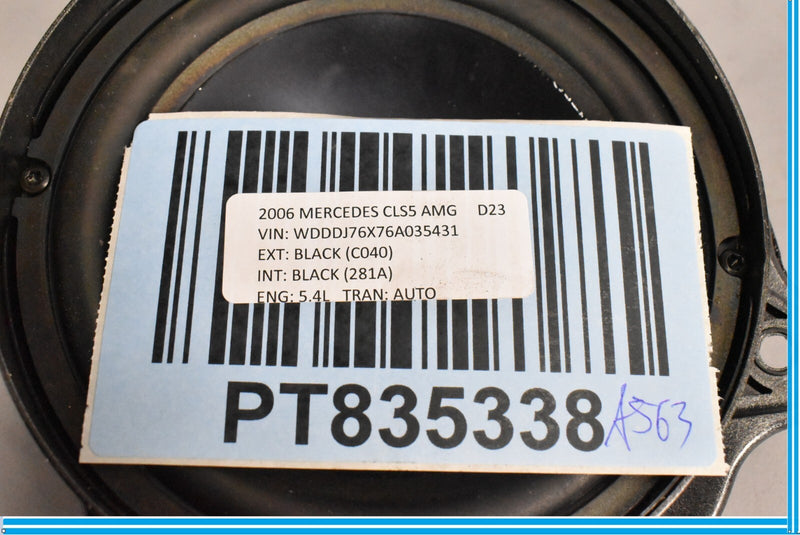 2006 MERCEDES CLS5 AMG D23
VIN: WDDDJ76X76A035431
EXT: BLACK (C040)
INT: BLACK (281A)
ENG: 5.4L TRAN: AUTO
PT835338 A563